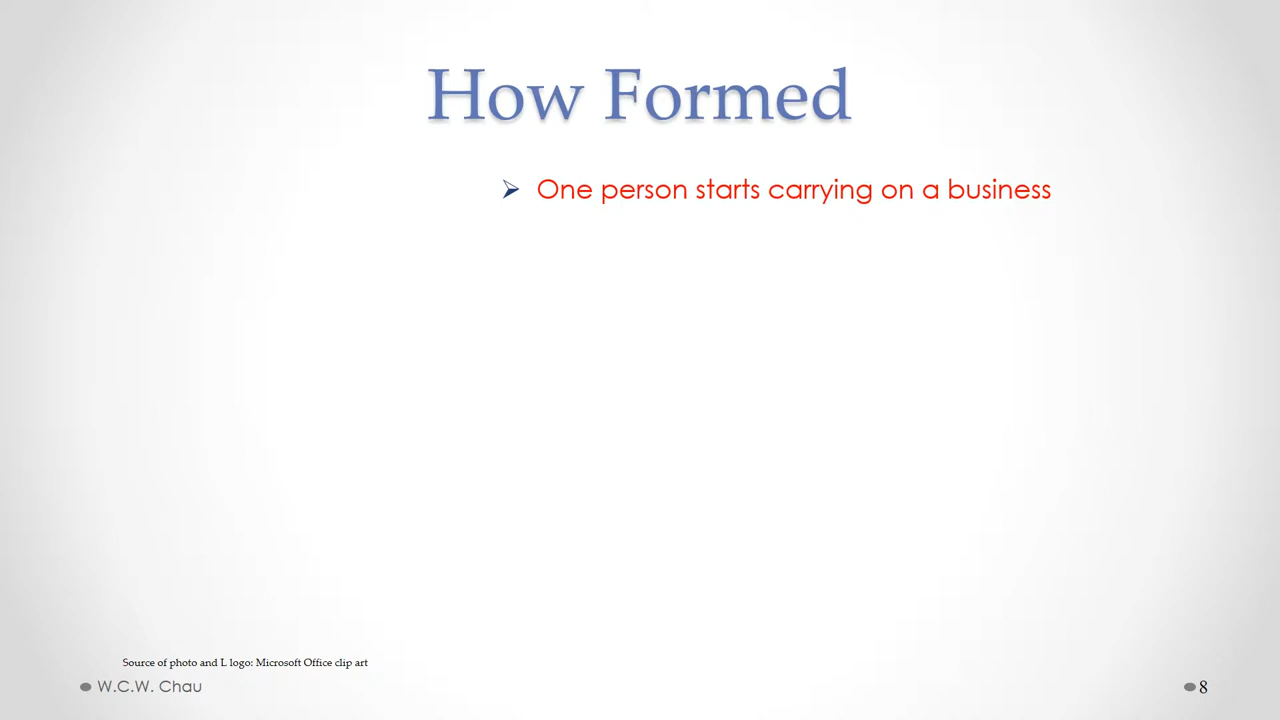 How Formed
One person starts carrying on a business
Source of photo and L logo: Microsoft Office clip art
W.C.W. Chau
8